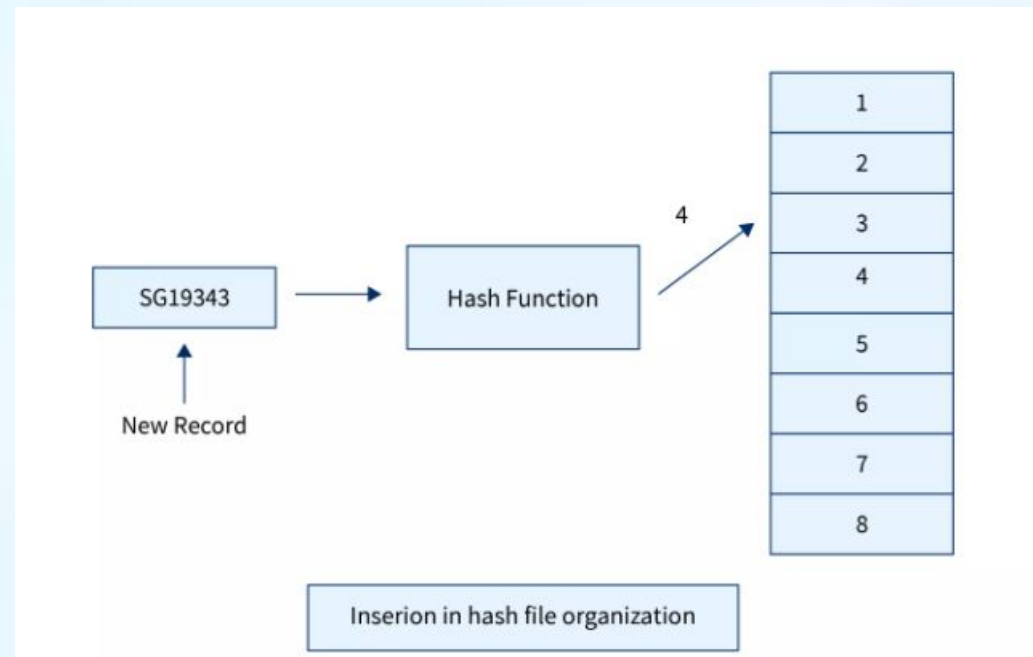 1
2
4
3
4
SG19343
Hash Function
5
6
New Record
7
8
Inserion in hash file organization